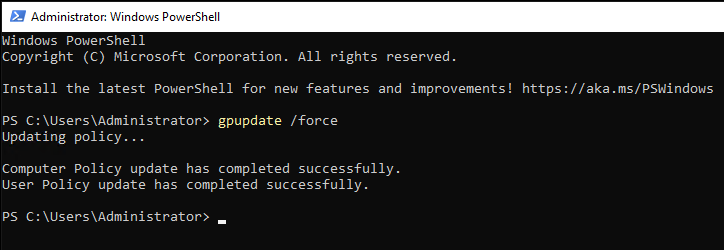 Administrator: Windows PowerShell
Windows PowerShell
Copyright (C) Microsoft Corporation. All rights reserved.
Install the latest PowerShell for new features and improvements! https://aka.ms/PSWindows
PS C:\Users\Administrator> gpupdate /force
Updating policy...
Computer Policy update has completed successfully.
User Policy update has completed successfully.
PS C:\Users\Administrator>